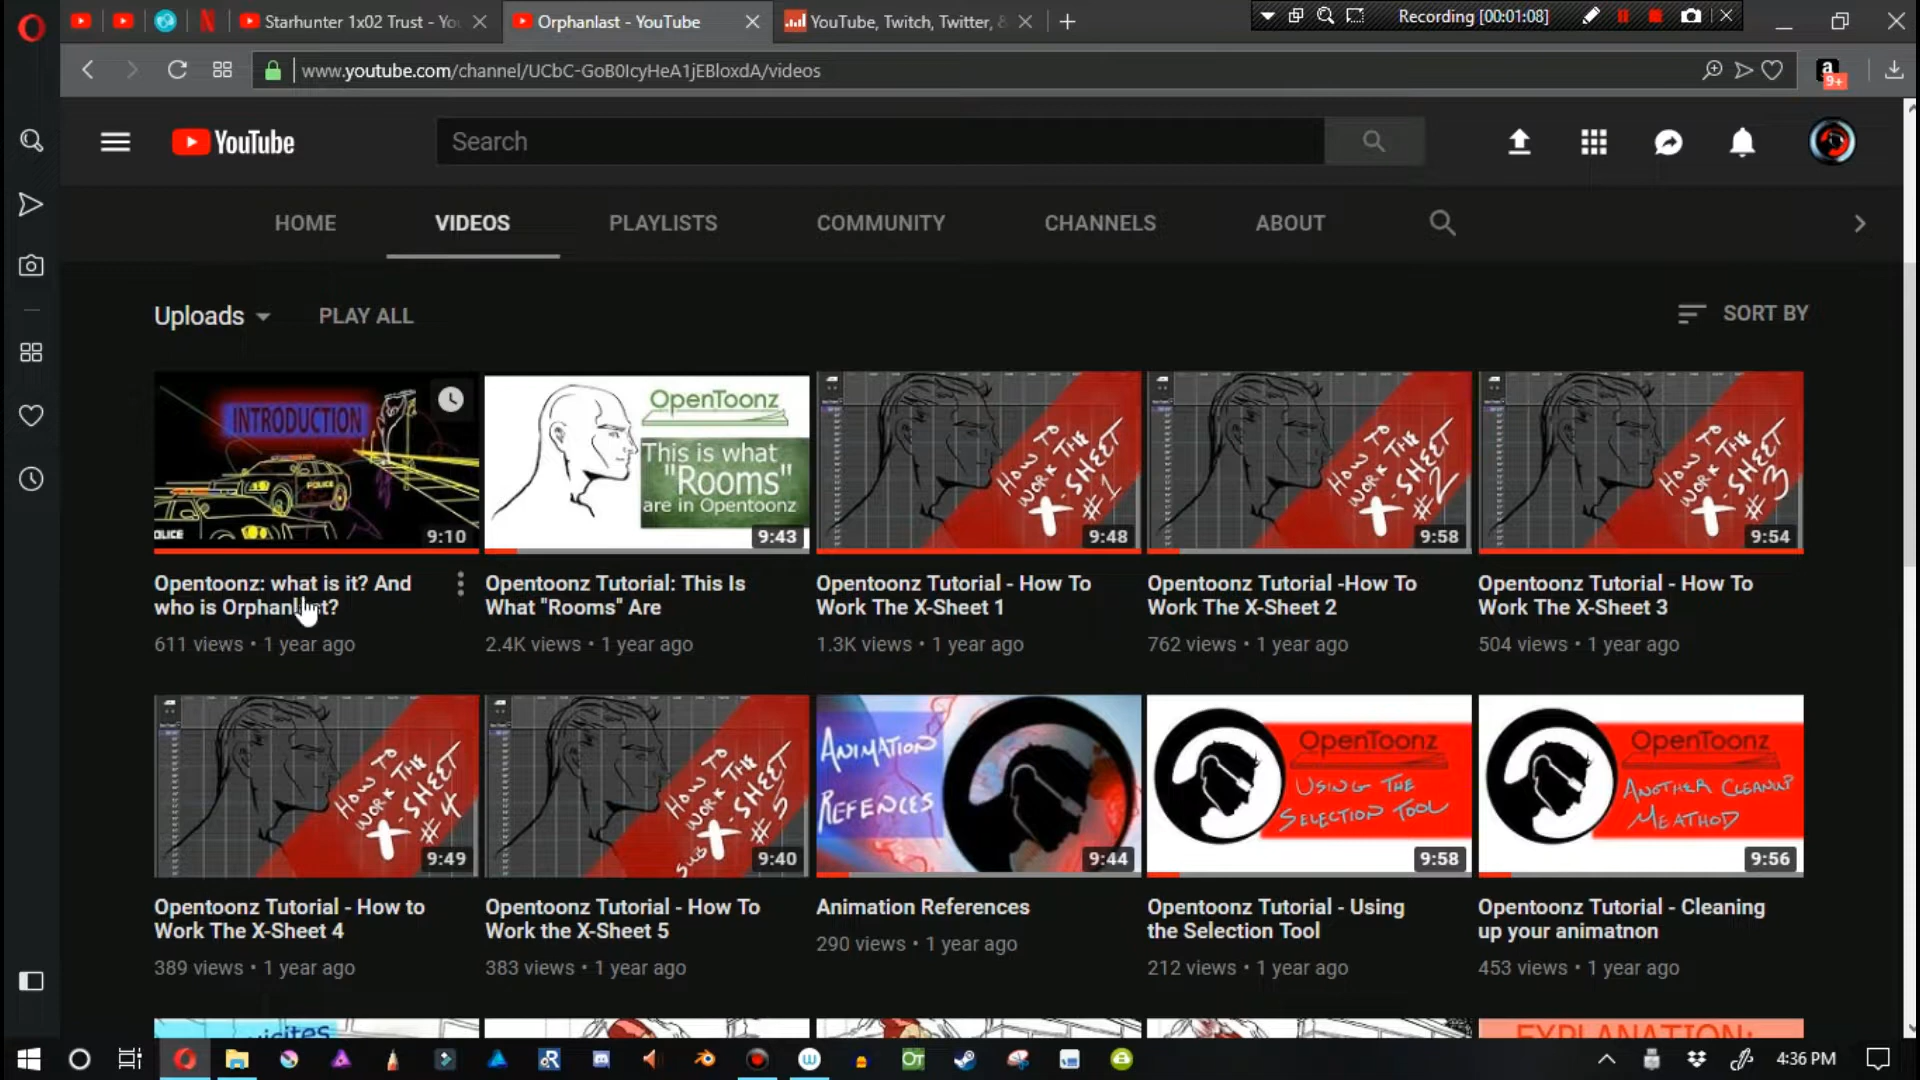 Starhunter 1x02 Trust - Yo
Orphanlast - YouTube
YouTube, Twitch, Twitter, &
Recording [00:01:08]
www.youtube.com/channel/UCbC-GoB0IcyHeA1jEBloxdA/videos
a
9+
YouTube
Search
HOME
VIDEOS
PLAYLISTS
COMMUNITY
CHANNELS
ABOUT
Uploads
PLAY ALL
SORT BY
INTRODUCTION
POLICE
OLICE
9:10
OpenToonz
This is what
"Rooms"
are in Opentoonz
9:43
HOW TO
WORK THE
X-SHEET
#1
9:48
HOW TO
WORK THE
X-SHEET
#2
9:58
HOW TO
WORK THE
X-SHEET
#3
9:54
Opentoonz: what is it? And
who is Orphanlast?
611 views • 1 year ago
Opentoonz Tutorial: This Is
What "Rooms" Are
2.4K views • 1 year ago
Opentoonz Tutorial - How To
Work The X-Sheet 1
1.3K views • 1 year ago
Opentoonz Tutorial -How To
Work The X-Sheet 2
762 views • 1 year ago
Opentoonz Tutorial - How To
Work The X-Sheet 3
504 views • 1 year ago
HOW TO
WORK THE
X-SHEET
#4
9:49
HOW TO
WORK THE
X-SHEET
SUB
#5
9:40
ANIMATION
REFENCES
9:44
OpenToonz
USING THE
SELECTION TOOL
9:58
OpenToonz
ANOTHER CLEANUP
MEATHOD
9:56
Opentoonz Tutorial - How to
Work The X-Sheet 4
389 views • 1 year ago
Opentoonz Tutorial - How To
Work the X-Sheet 5
383 views • 1 year ago
Animation References
290 views • 1 year ago
Opentoonz Tutorial - Using
the Selection Tool
212 views • 1 year ago
Opentoonz Tutorial - Cleaning
up your animatnon
453 views • 1 year ago
EXPLANATION:
OT
4:36 PM